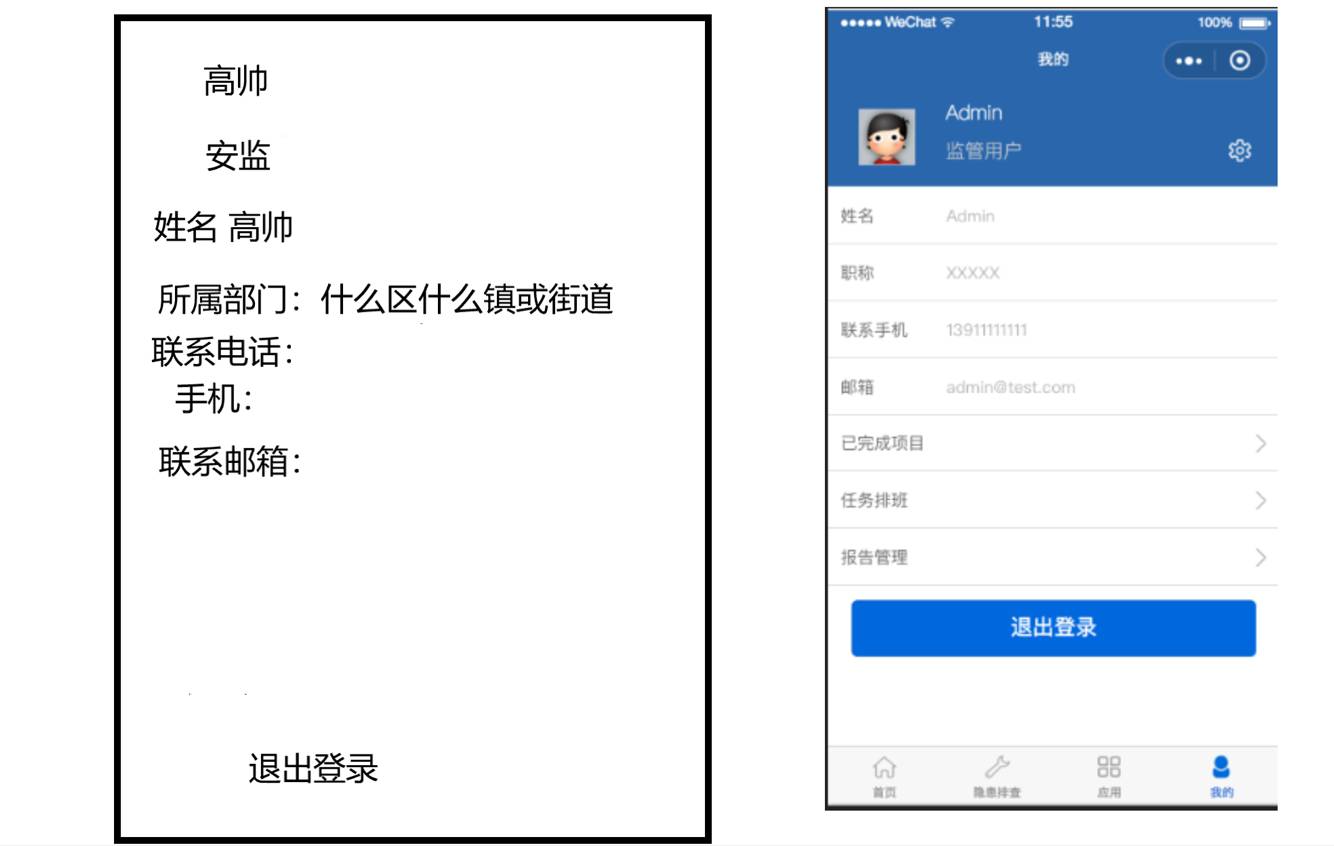 高帅
安监
姓名 高帅
所属部门：什么区什么镇或街道
联系电话：
手机：
联系邮箱：
退出登录
WeChat 11:55 100%
我的
Admin
监管用户
姓名 Admin
职称 XXXXX
联系手机 13911111111
邮箱 admin@test.com
已完成项目
任务排班
报告管理
退出登录
首页 隐患排查 应用 我的